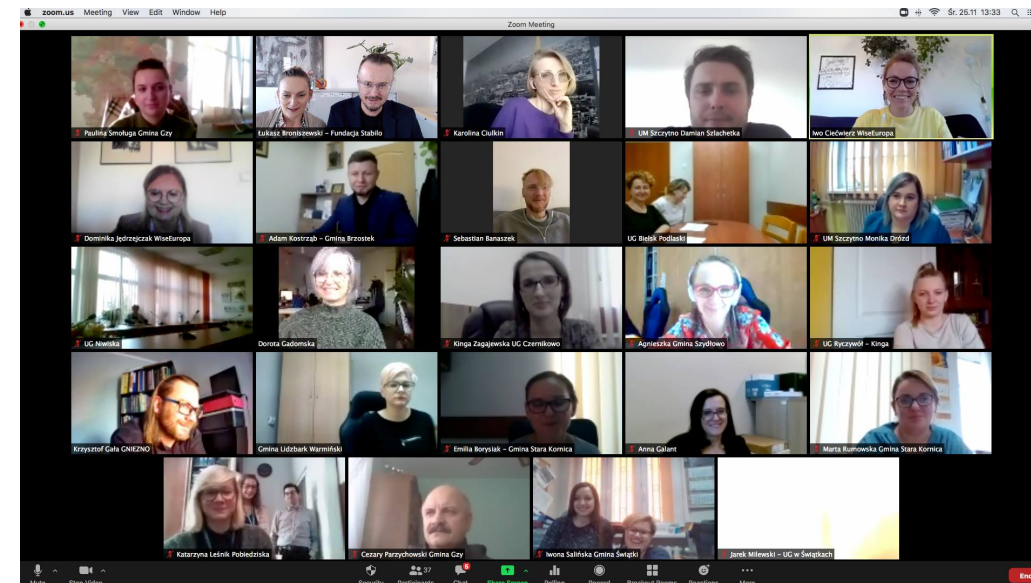 zoom.us Meeting View Edit Window Help Śr. 25.11 13:33
Zoom Meeting
Paulina Smoługa Gmina Gzy
Łukasz Broniszewski – Fundacja Stabilo
Karolina Ciulkin
UM Szczytno Damian Szlachetka
Iwo Ciećwierz WiseEuropa
Dominika Jędrzejczak WiseEuropa
Adam Kostrząb – Gmina Brzostek
Sebastian Banaszek
UG Bielsk Podlaski
UM Szczytno Monika Drózd
UG Niwiska
Dorota Gadomska
Kinga Zagajewska UG Czernikowo
Agnieszka Gmina Szydłowo
UG Ryczywół – Kinga
Krzysztof Gała GNIEZNO
Gmina Lidzbark Warmiński
Emilia Borysiak – Gmina Stara Kornica
Anna Galant
Marta Rumowska Gmina Stara Kornica
Katarzyna Leśnik Pobiedziska
Cezary Parzychowski Gmina Gzy
Iwona Salińska Gmina Świątki
Jarek Milewski – UG w Świątkach
37
6
Mute Stop Video Security Participants Chat Share Screen Polling Record Breakout Rooms Reactions More
End